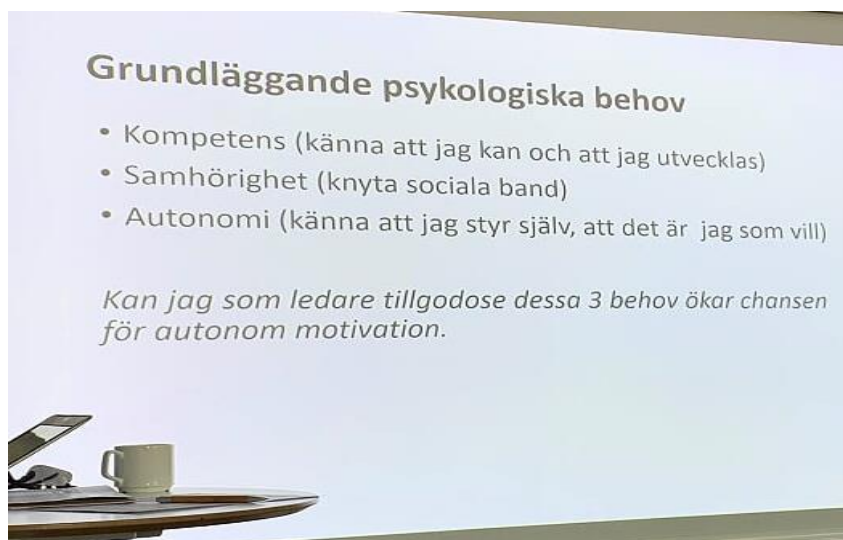 Grundläggande psykologiska behov
• Kompetens (känna att jag kan och att jag utvecklas)
• Samhörighet (knyta sociala band)
• Autonomi (känna att jag styr själv, att det är jag som vill)
Kan jag som ledare tillgodose dessa 3 behov ökar chansen
för autonom motivation.